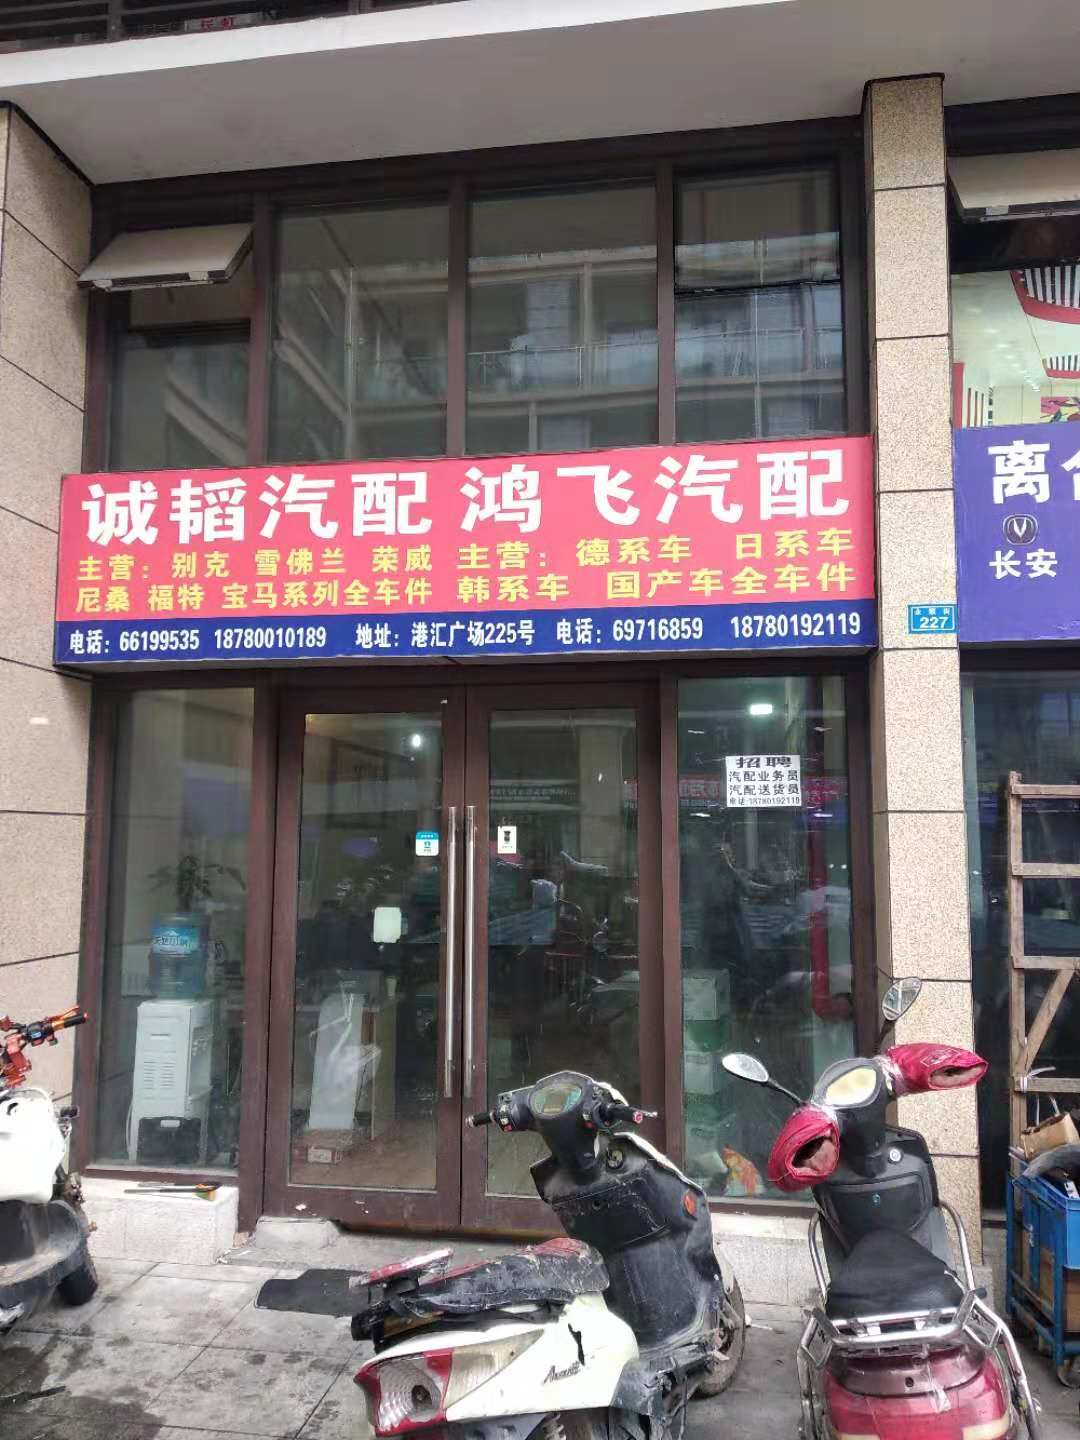 诚韬汽配 鸿飞汽配
主营：别克 雪佛兰 荣威
尼桑 福特 宝马系列全车件
主营：德系车 日系车
韩系车 国产车全车件
电话：66199535 18780010189 地址：港汇广场225号 电话：69716859 18780192119
离合
长安
227
招聘
汽配业务员
汽配送货员
电话:18780192119